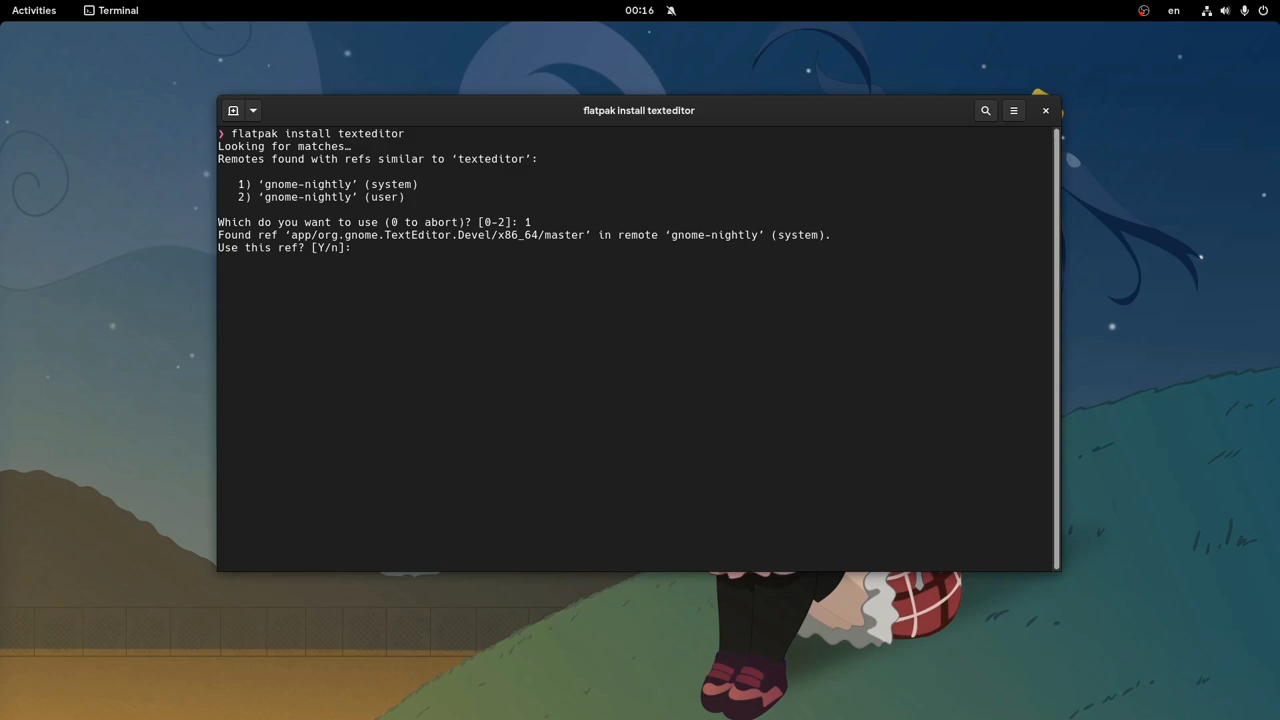 Activities
Terminal
00:16
en
flatpak install texteditor
❯ flatpak install texteditor
Looking for matches…
Remotes found with refs similar to ‘texteditor’:
1) ‘gnome-nightly’ (system)
2) ‘gnome-nightly’ (user)
Which do you want to use (0 to abort)? [0-2]: 1
Found ref ‘app/org.gnome.TextEditor.Devel/x86_64/master’ in remote ‘gnome-nightly’ (system).
Use this ref? [Y/n]: